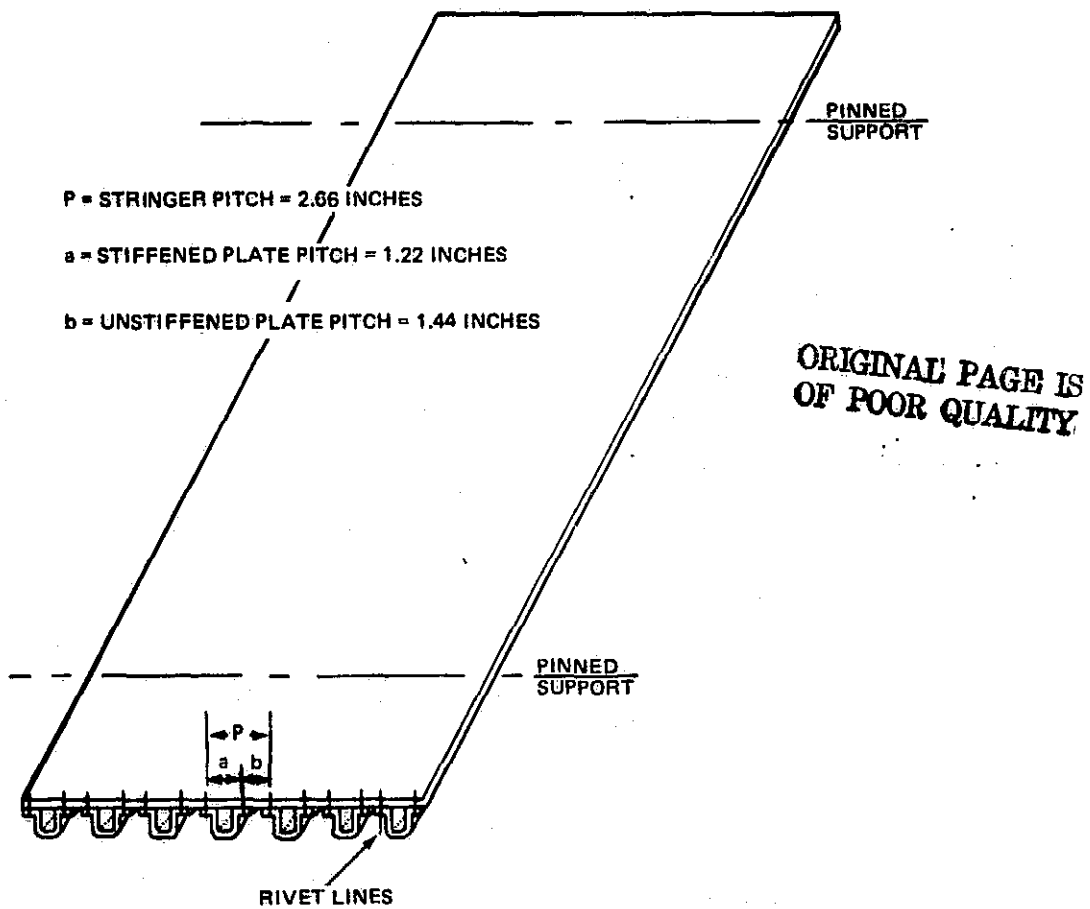 PINNED
SUPPORT
P = STRINGER PITCH = 2.66 INCHES
a = STIFFENED PLATE PITCH = 1.22 INCHES
b = UNSTIFFENED PLATE PITCH = 1.44 INCHES
ORIGINAL PAGE IS
OF POOR QUALITY
PINNED
SUPPORT
P
a b
RIVET LINES